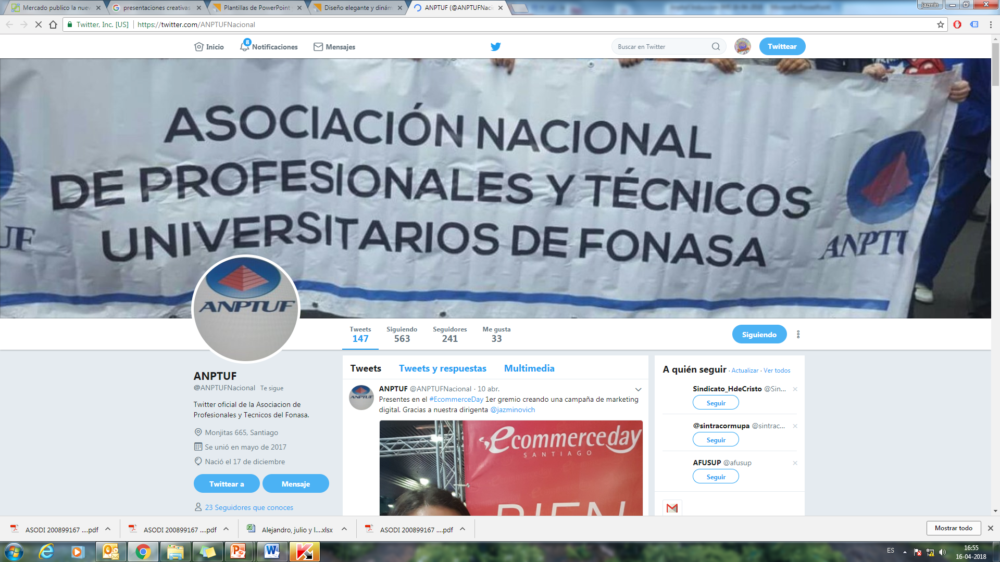 Mercado publico la nuev
presentaciones creativas
Plantillas de PowerPoint
Diseño elegante y dinám
ANPTUF (@ANPTUFNaci
jazmin
Twitter, Inc. [US]
https://twitter.com/ANPTUFNacional
Inicio
8
Notificaciones
Mensajes
Buscar en Twitter
Twittear
ASOCIACIÓN NACIONAL
DE PROFESIONALES Y TÉCNICOS
UNIVERSITARIOS DE FONASA
UF
ANPTU
ANPTUF
Tweets
147
Siguiendo
563
Seguidores
241
Me gusta
33
Siguiendo
ANPTUF
@ANPTUFNacional Te sigue
Twitter oficial de la Asociacion de
Profesionales y Tecnicos del Fonasa.
Monjitas 665, Santiago
Se unió en mayo de 2017
Nació el 17 de diciembre
Twittear a
Mensaje
23 Seguidores que conoces
Tweets
Tweets y respuestas
Multimedia
ANPTUF
ANPTUF @ANPTUFNacional · 10 abr.
Presentes en el #EcommerceDay 1er gremio creando una campaña de marketing
digital. Gracias a nuestra dirigenta @jazminovich
ecommerceday
SANTIAGO
BIEN
A quién seguir · Actualizar · Ver todos
Sindicato_HdeCristo @Sin...
Seguir
@sintracormupa @sintrac...
Seguir
AFUSUP @afusup
Seguir
ASODI 200899167 ....pdf
ASODI 200899167 ....pdf
Alejandro, julio y l....xlsx
ASODI 200899167 ....pdf
Mostrar todo
ES
16:55
16-04-2018